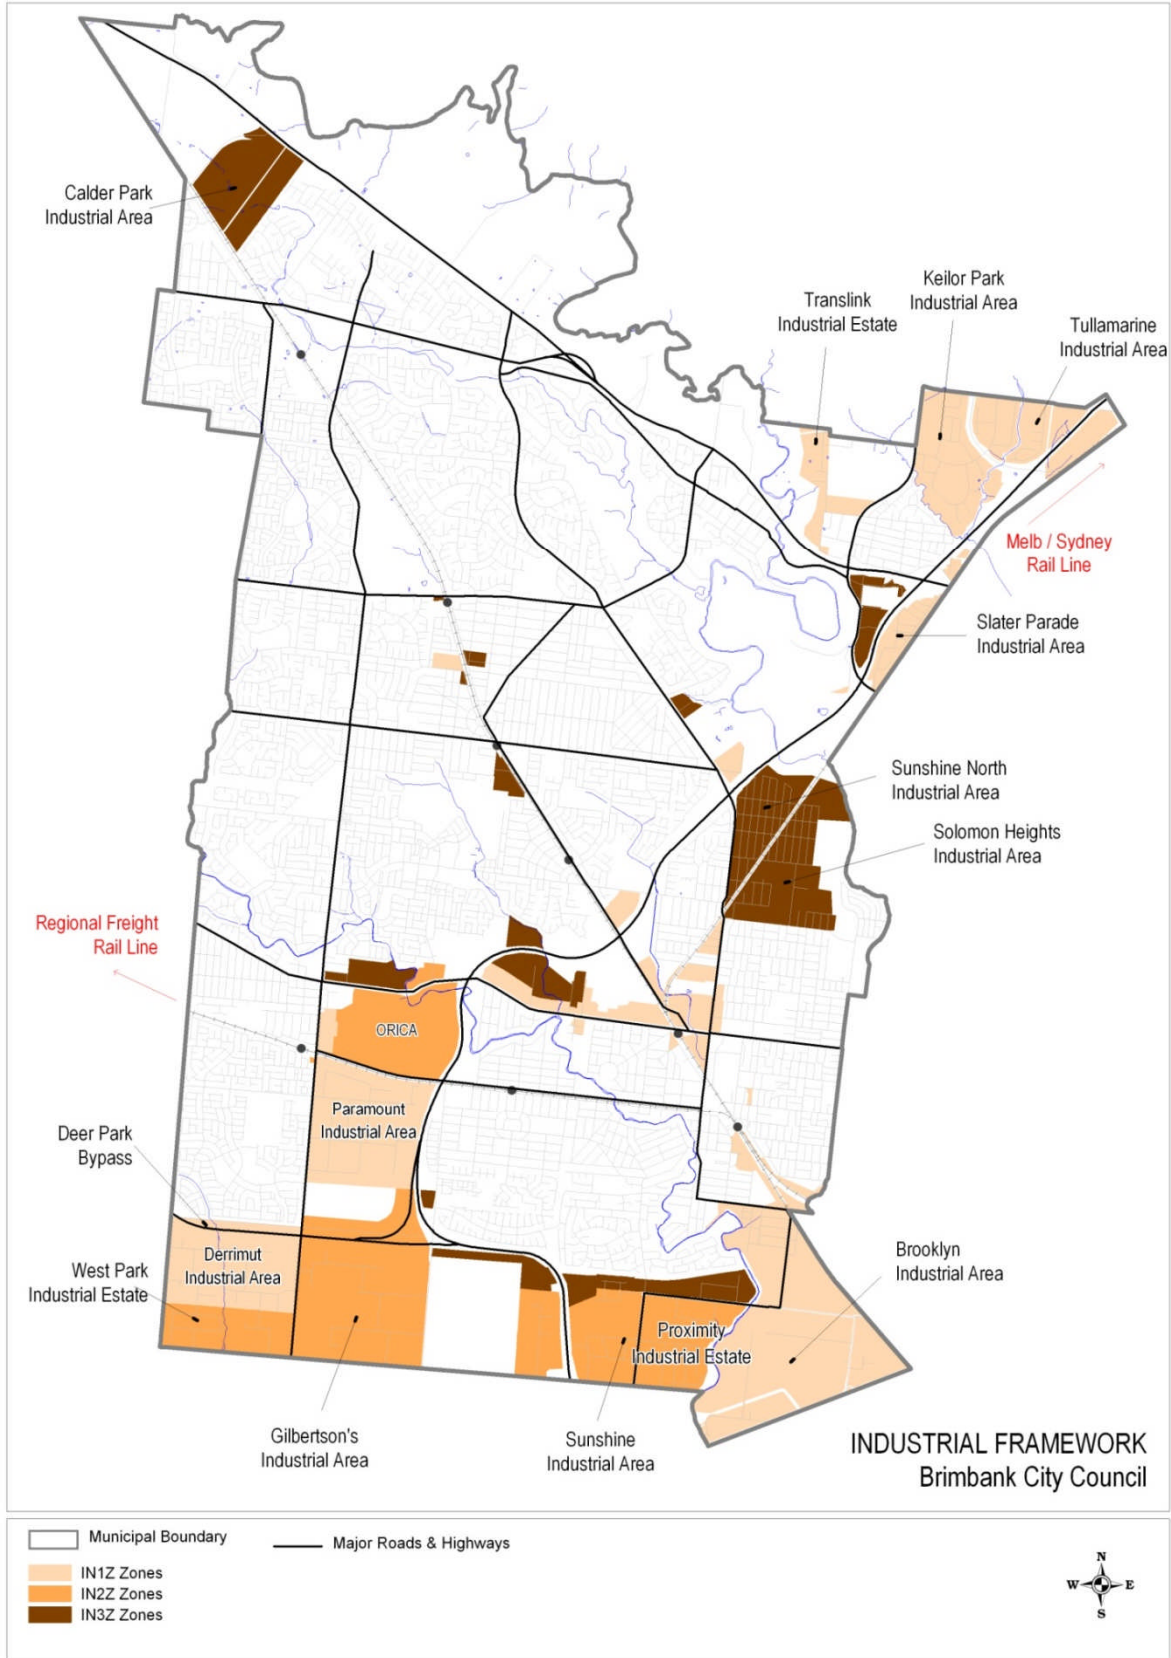 Calder Park
Industrial Area
Translink
Industrial Estate
Keilor Park
Industrial Area
Tullamarine
Industrial Area
Melb / Sydney
Rail Line
Slater Parade
Industrial Area
Sunshine North
Industrial Area
Solomon Heights
Industrial Area
Regional Freight
Rail Line
ORICA
Paramount
Industrial Area
Deer Park
Bypass
Derrimut
Industrial Area
West Park
Industrial Estate
Brooklyn
Industrial Area
Proximity
Industrial Estate
Gilbertson's
Industrial Area
Sunshine
Industrial Area
INDUSTRIAL FRAMEWORK
Brimbank City Council
Municipal Boundary
Major Roads & Highways
IN1Z Zones
IN2Z Zones
IN3Z Zones
N
W E
S